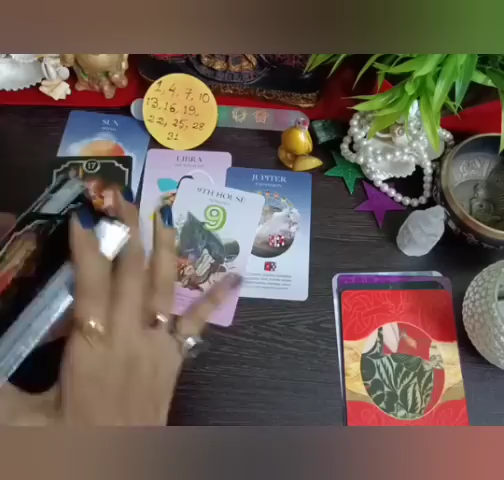 1, 4, 7, 10
13, 16, 19,
22, 25, 28
31
SUN
17
LIBRA
JUPITER
9TH HOUSE
9